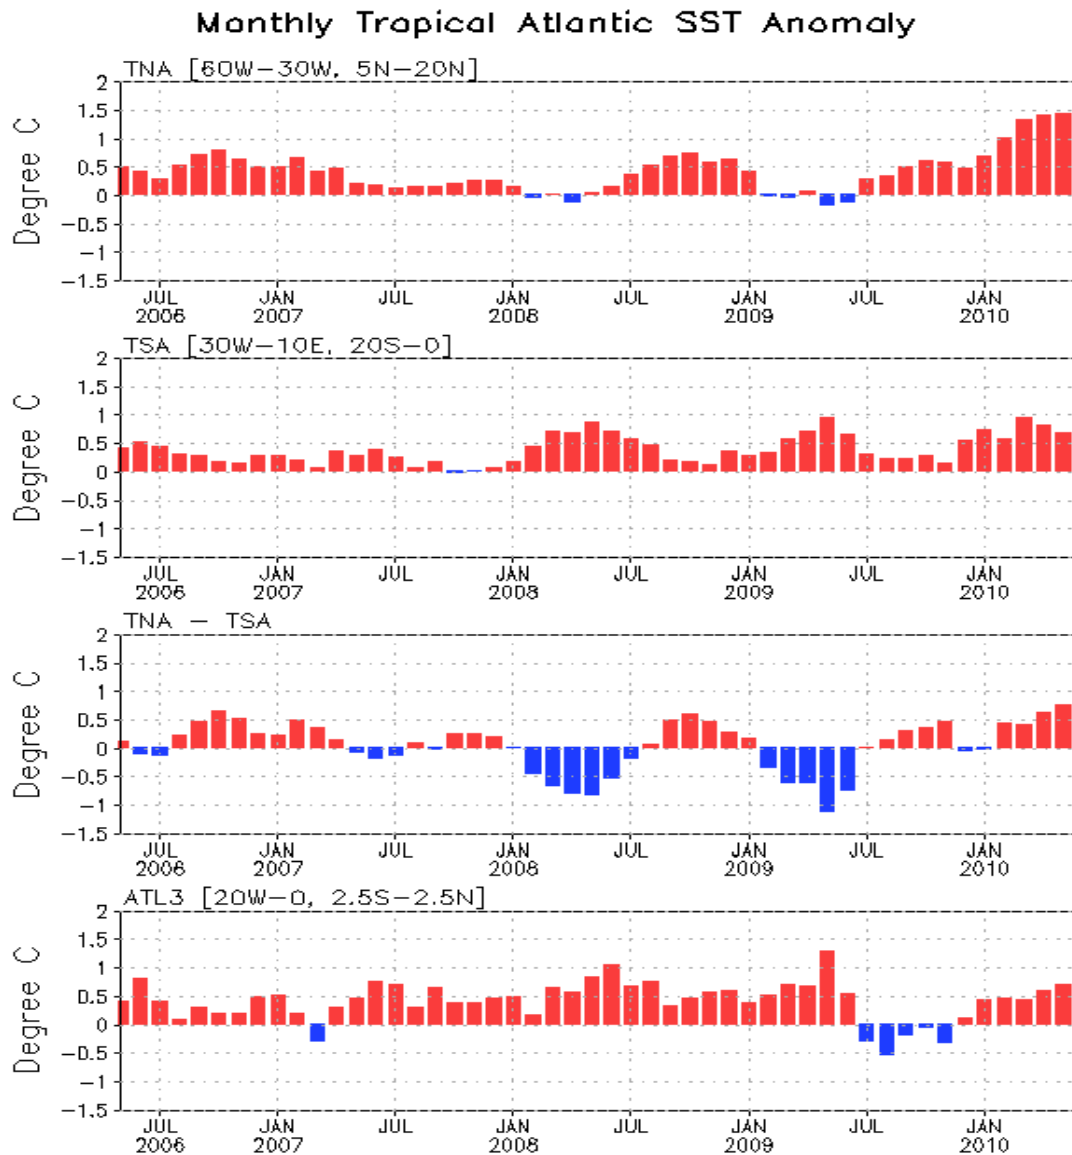 Monthly Tropical Atlantic SST Anomaly
TNA [60W-30W, 5N-20N]
Degree C
2
1.5
1
0.5
0
-0.5
-1
-1.5
JUL JAN JUL JAN JUL JAN JUL JAN
2006 2007 2008 2009 2010
TSA [30W-10E, 20S-0]
Degree C
2
1.5
1
0.5
0
-0.5
-1
-1.5
JUL JAN JUL JAN JUL JAN JUL JAN
2006 2007 2008 2009 2010
TNA - TSA
Degree C
2
1.5
1
0.5
0
-0.5
-1
-1.5
JUL JAN JUL JAN JUL JAN JUL JAN
2006 2007 2008 2009 2010
ATL3 [20W-0, 2.5S-2.5N]
Degree C
2
1.5
1
0.5
0
-0.5
-1
-1.5
JUL JAN JUL JAN JUL JAN JUL JAN
2006 2007 2008 2009 2010